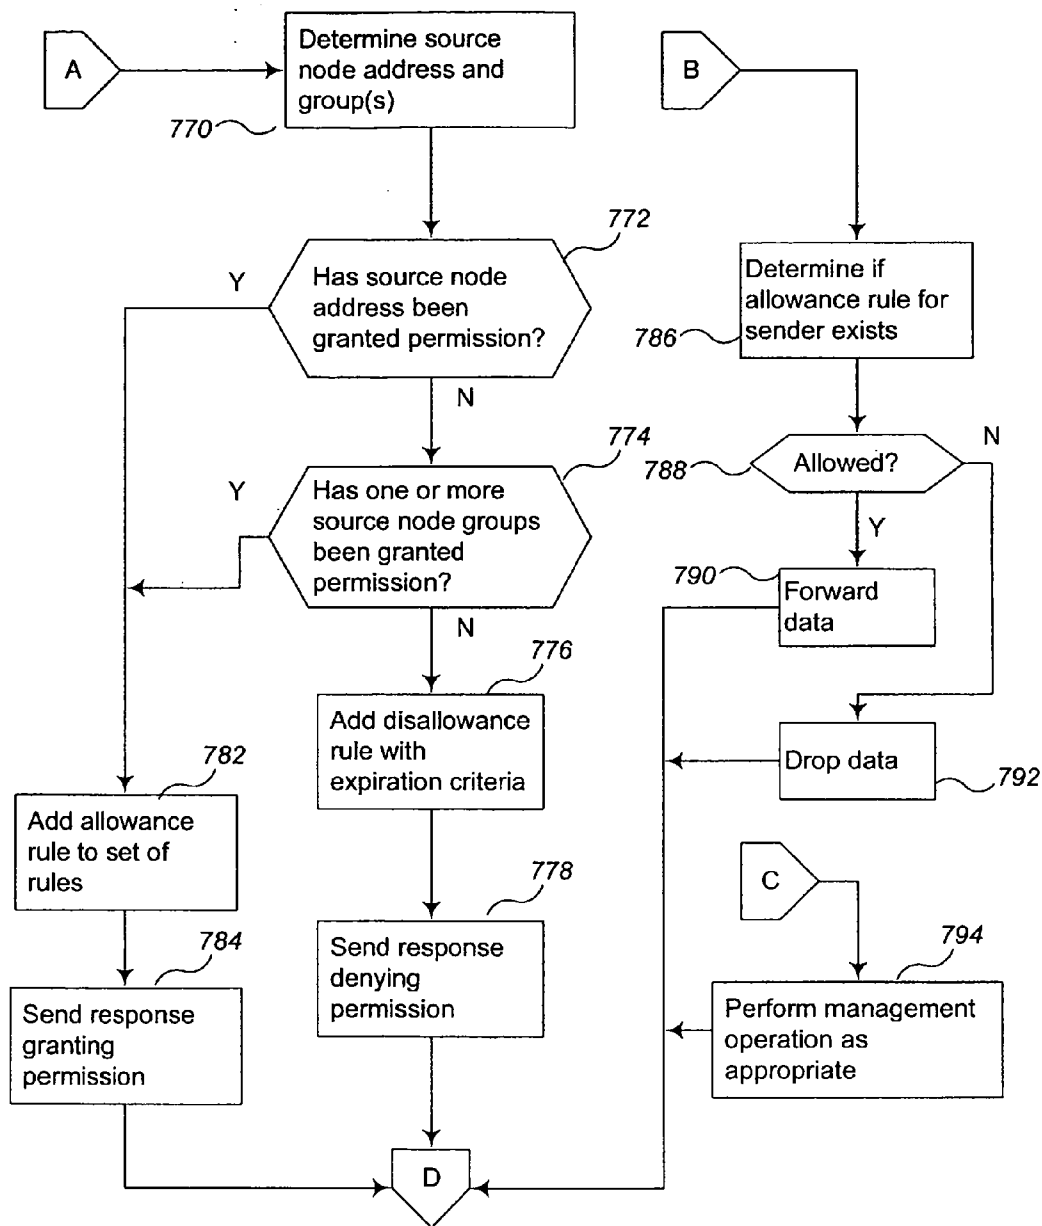 A
Determine source
node address and
group(s)
770
772
Y
Has source node
address been
granted permission?
N
774
Y
Has one or more
source node groups
been granted
permission?
N
776
Add disallowance
rule with
expiration criteria
782
Add allowance
rule to set of
rules
778
Send response
denying
permission
784
Send response
granting
permission
D
B
Determine if
allowance rule for
sender exists
786
N
Allowed?
788
Y
790
Forward
data
Drop data
792
C
794
Perform management
operation as
appropriate